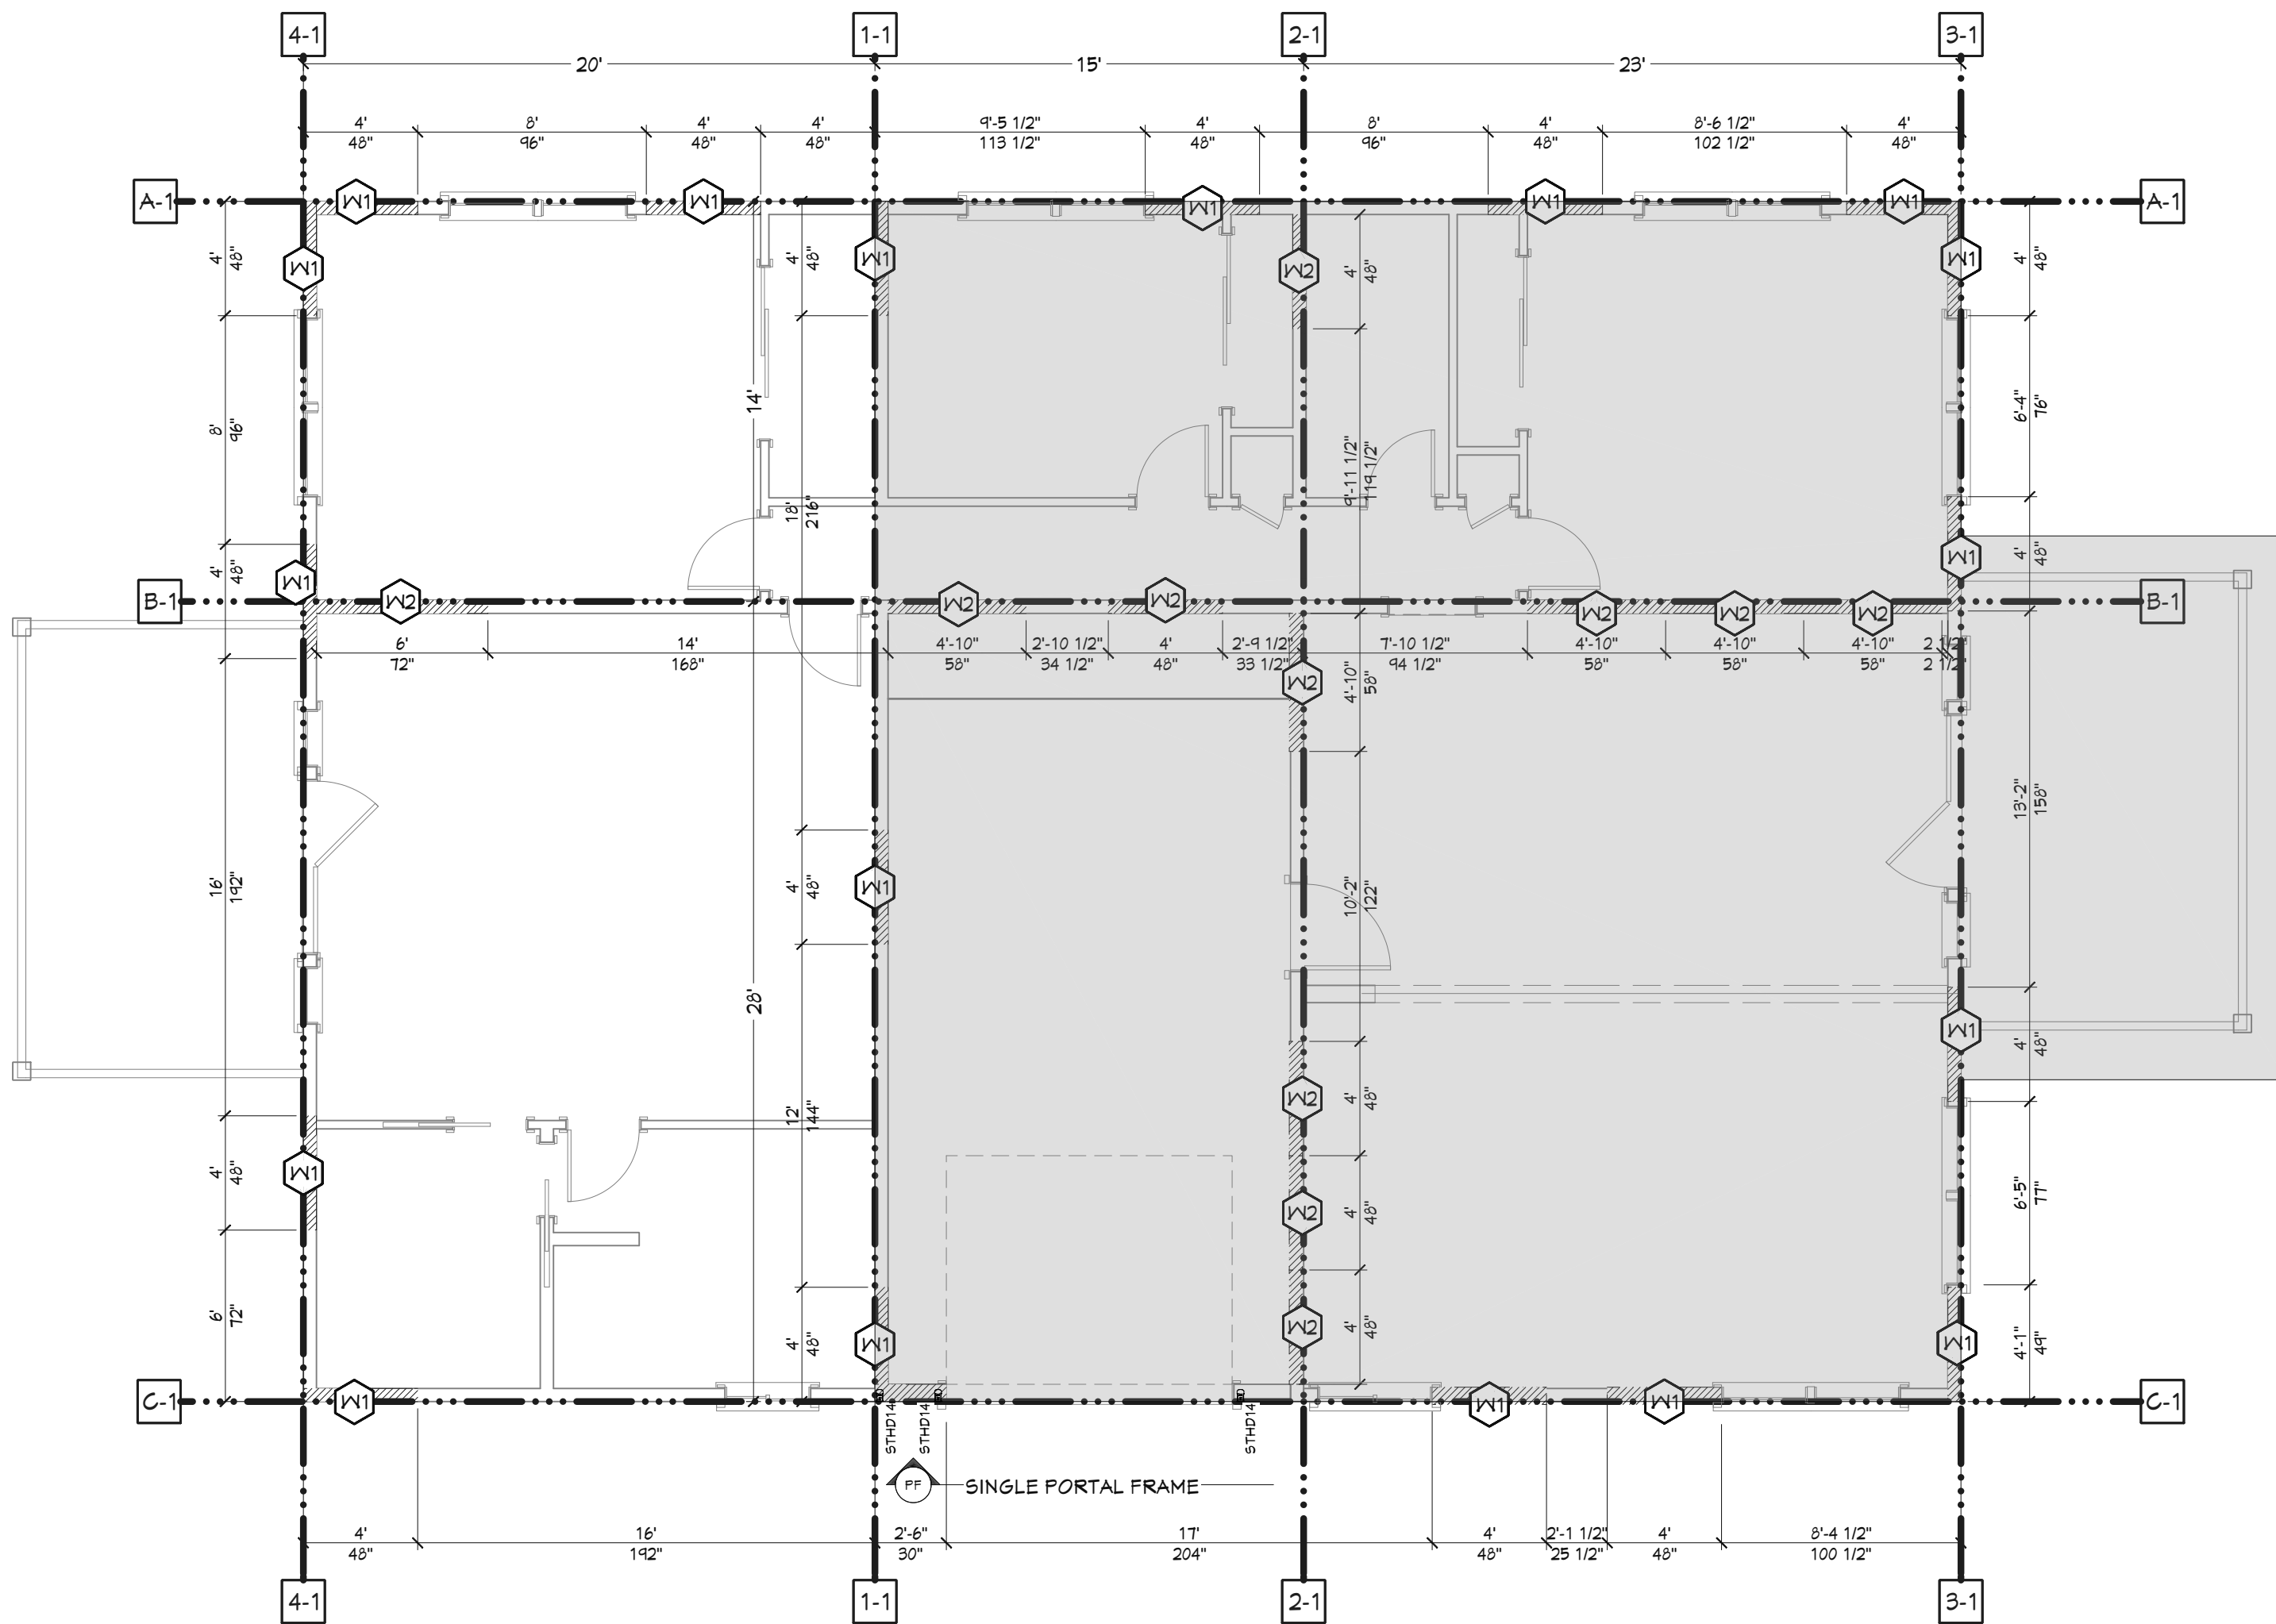 4-1 1-1 2-1 3-1
20' 15' 23'
4' 8' 4' 4' 9'-5 1/2" 4' 8' 4' 8'-6 1/2" 4'
48" 96" 48" 48" 113 1/2" 48" 96" 48" 102 1/2" 48"
A-1 W1 W1 W1 W1 W1 A-1
4' 48" W1
4' 48" W1
W2 4' 48"
W1 4' 48"
8' 96"
14'
18' 216"
9'-11 1/2" 119 1/2"
6'-4" 76"
4' 48" W1
W1 4' 48"
B-1 W2 W2 W2 W2 W2 W2 B-1
6' 14' 4'-10" 2'-10 1/2" 4' 2'-9 1/2" 7'-10 1/2" 4'-10" 4'-10" 4'-10" 2 1/2"
72" 168" 58" 34 1/2" 48" 33 1/2" 94 1/2" 58" 58" 58" 2 1/2"
W2 4'-10" 58"
16' 192"
28'
4' 48" W1
10'-2" 122"
13'-2" 158"
W1 4' 48"
12' 144"
W2 4' 48"
4' 48" W1
W2 4' 48"
6'-5" 77"
6' 72"
4' 48" W1
W2 4' 48"
W1 4'-1" 49"
C-1 W1 W1 W1 C-1
STHD14 STHD14 STHD14
PF SINGLE PORTAL FRAME
4' 16' 2'-6" 17' 4' 2'-1 1/2" 4' 8'-4 1/2"
48" 192" 30" 204" 48" 25 1/2" 48" 100 1/2"
4-1 1-1 2-1 3-1